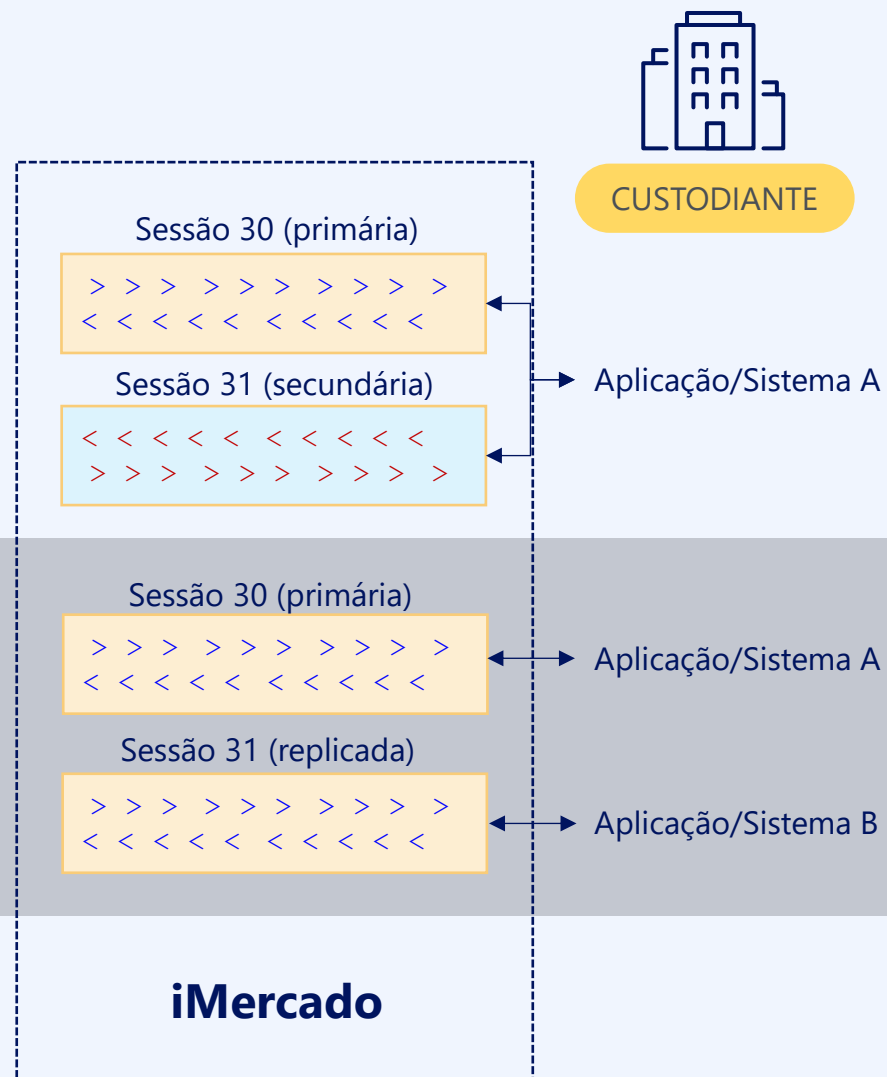 CUSTODIANTE
Sessão 30 (primária)
> > > > > > > > > >
< < < < < < < < < <
Sessão 31 (secundária)
Aplicação/Sistema A
< < < < < < < < < <
> > > > > > > > > >
Sessão 30 (primária)
> > > > > > > > > >
< < < < < < < < < <
Aplicação/Sistema A
Sessão 31 (replicada)
> > > > > > > > > >
< < < < < < < < < <
Aplicação/Sistema B
iMercado